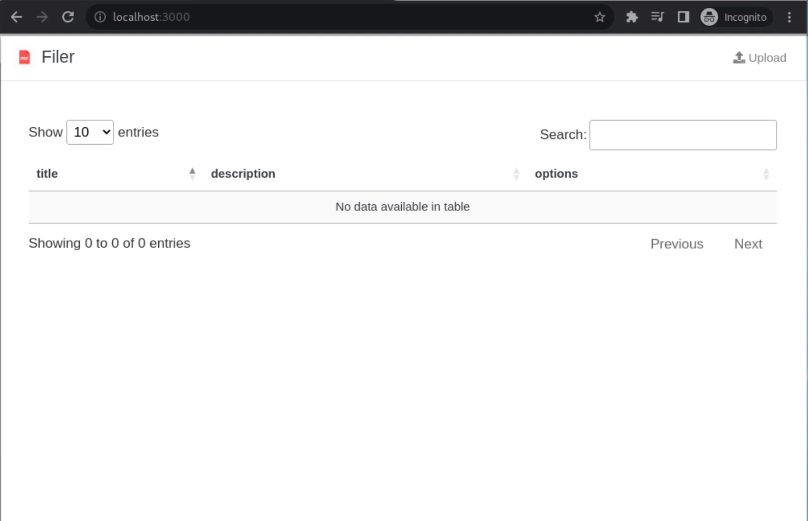 localhost:3000
Incognito
Filer
Upload
Show 10 entries
Search:
title description options
No data available in table
Showing 0 to 0 of 0 entries
Previous Next